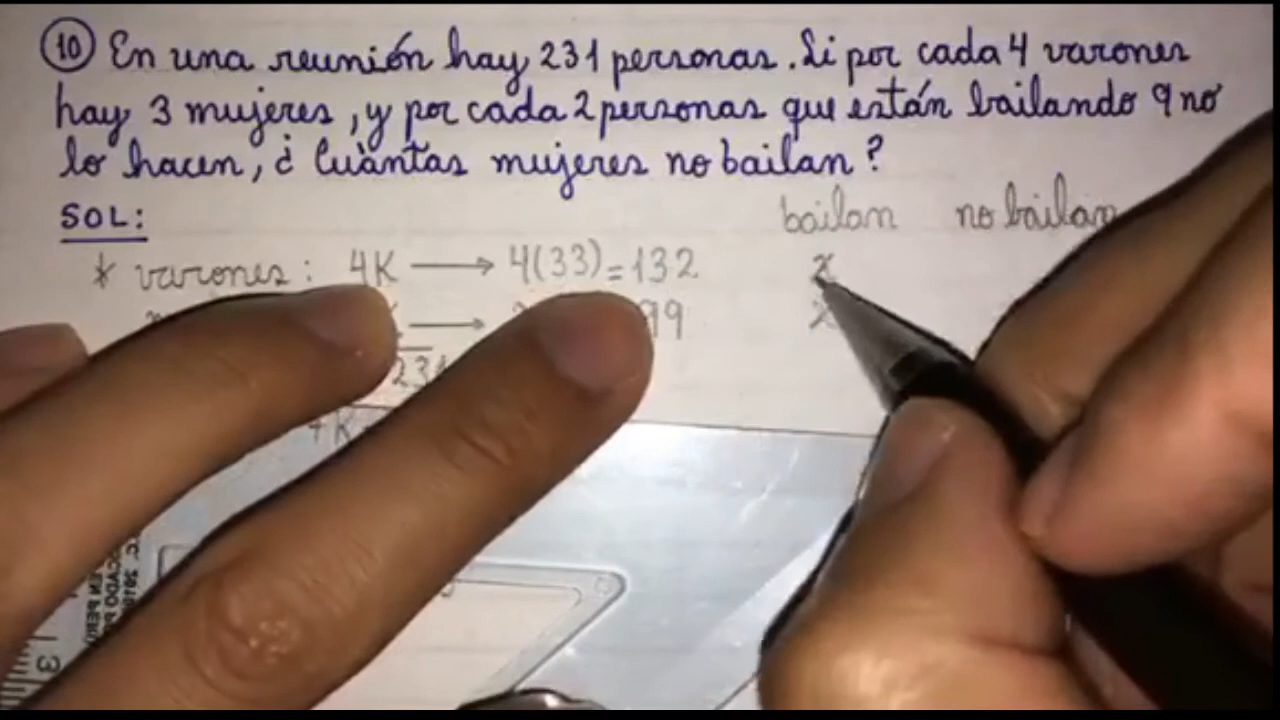 10 En una reunión hay 231 personas. Si por cada 4 varones
hay 3 mujeres, y por cada 2 personas que están bailando 9 no
lo hacen, ¿ Cuántas mujeres no bailan?
SOL:
bailan no bailan
* varones: 4K → 4(33) = 132 x
→ 99 x
231